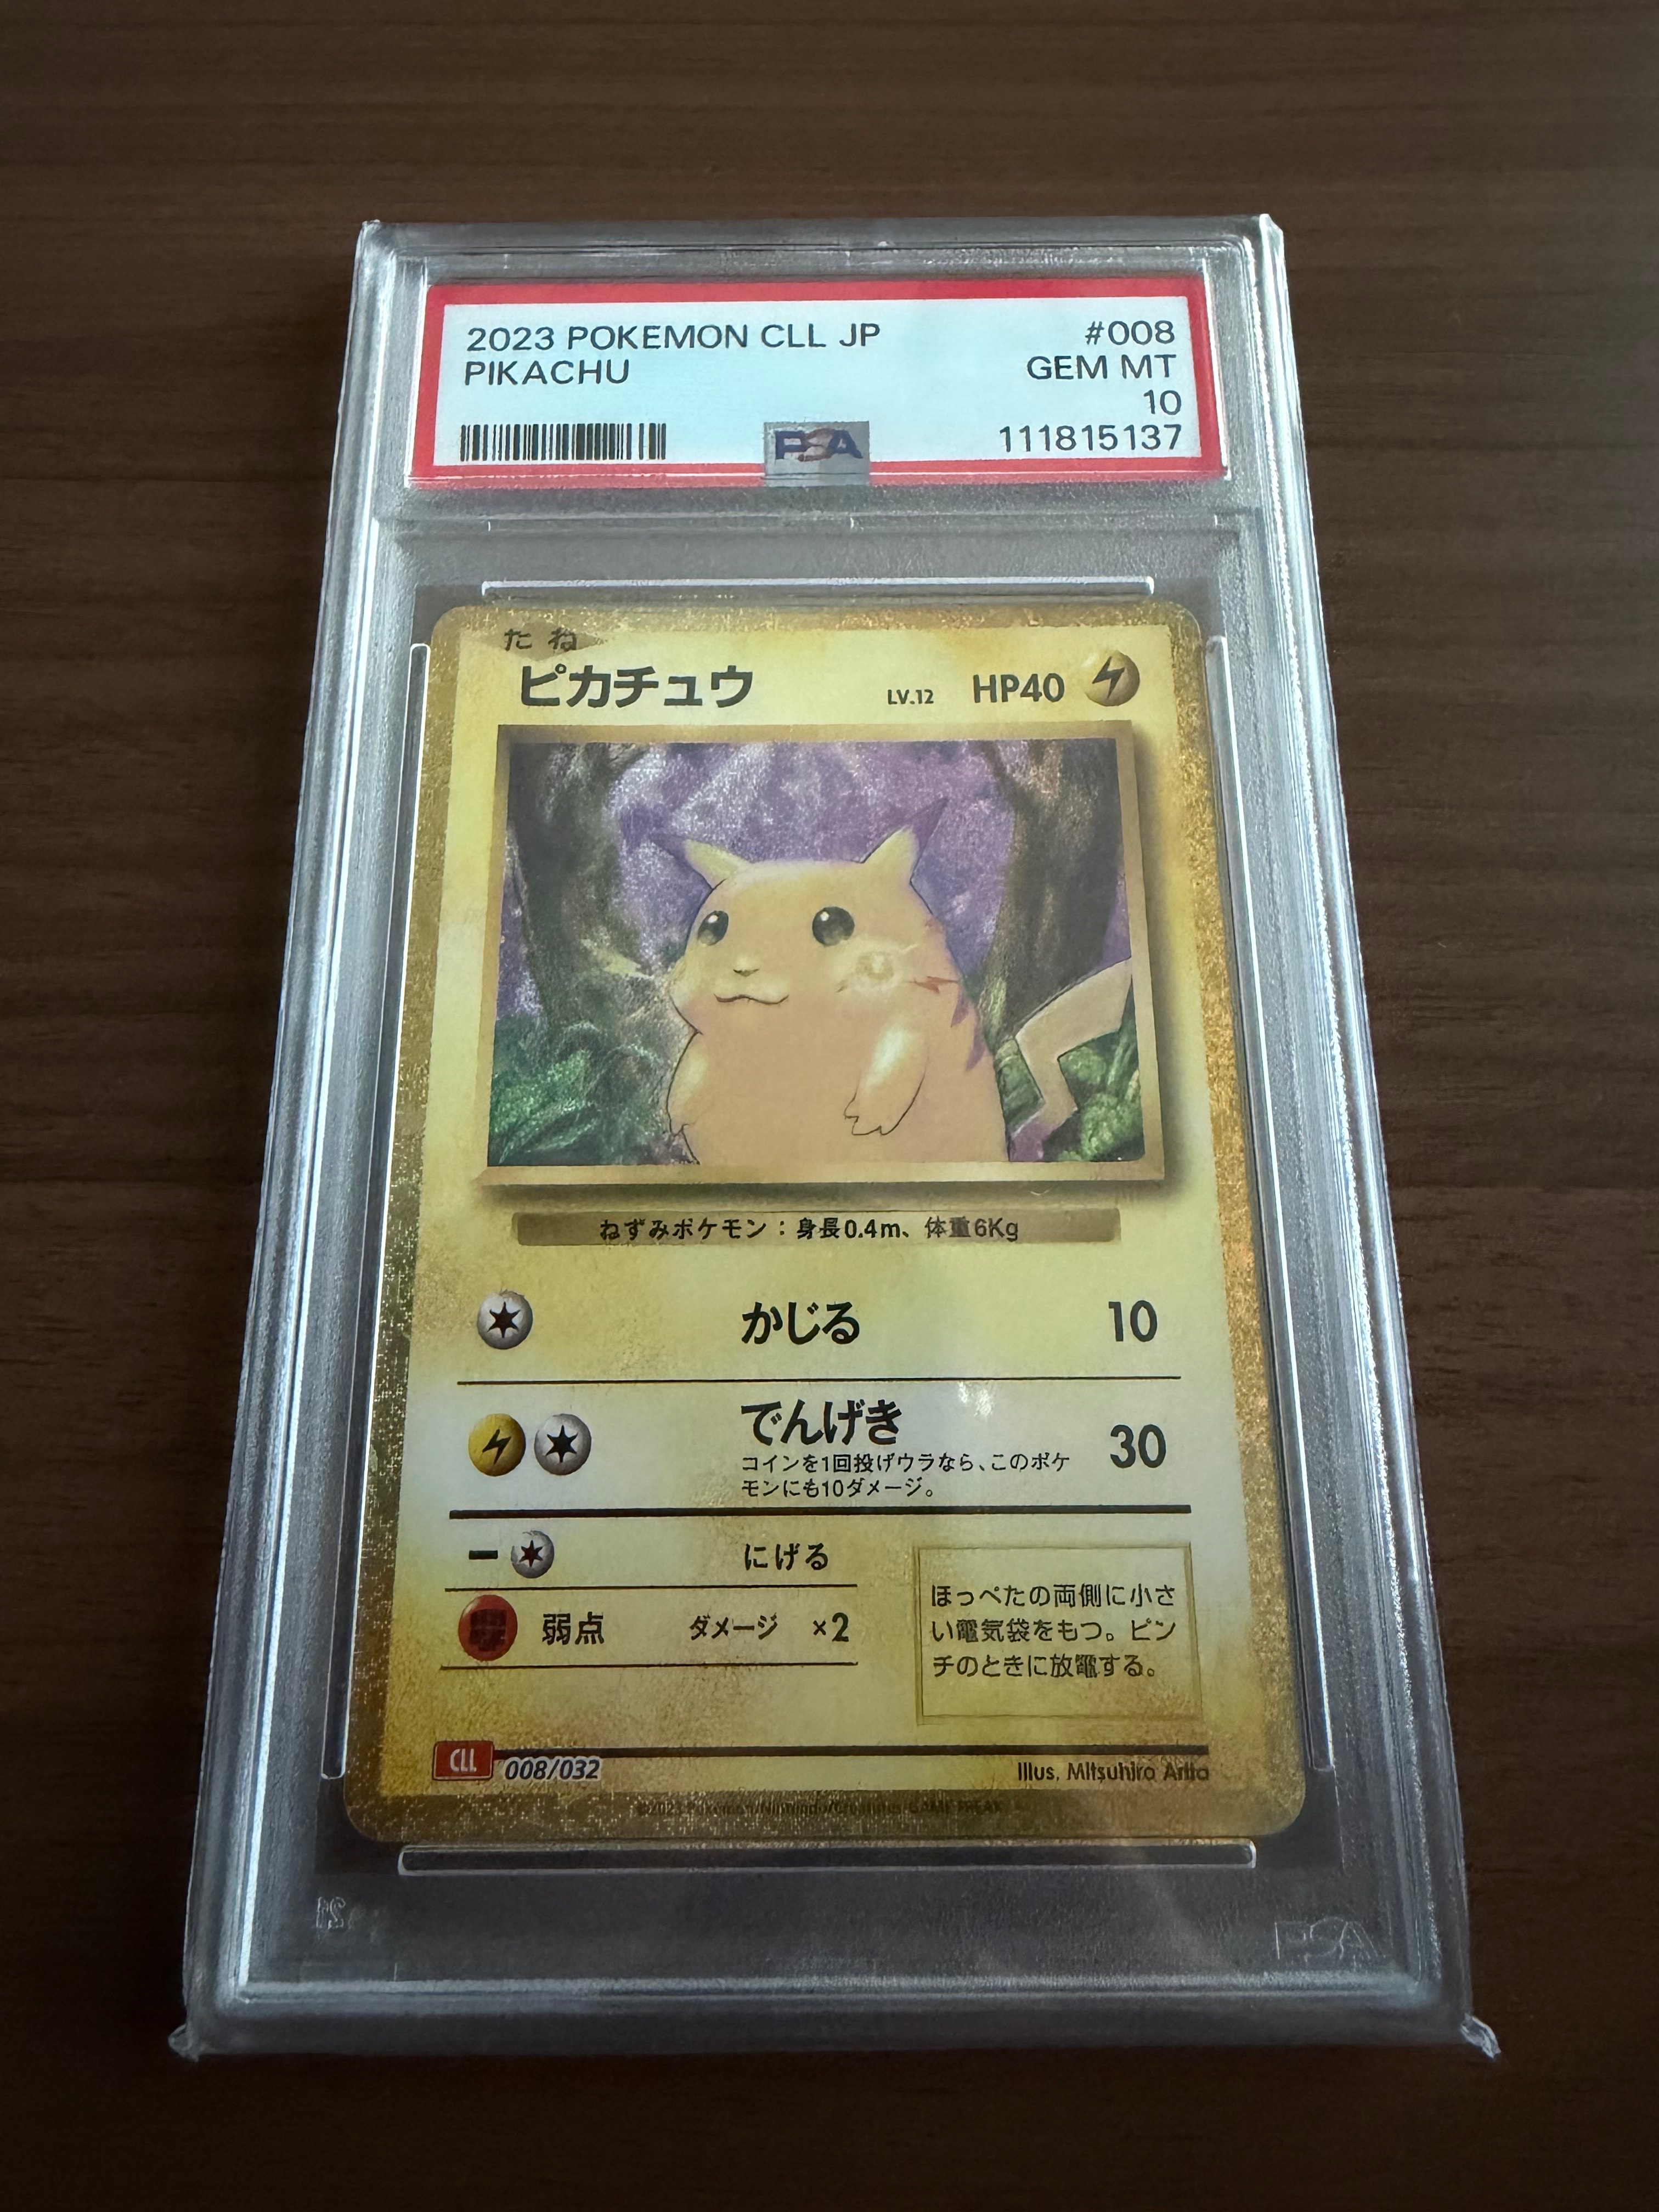 2023 POKEMON CLL JP #008
PIKACHU GEM MT
10
PSA 111815137
たね
ピカチュウ LV.12 HP40
ねずみポケモン：身長0.4m、体重6Kg
かじる 10
でんげき 30
コインを1回投げウラなら、このポケ
モンにも10ダメージ。
にげる
弱点 ダメージ ×2
ほっぺたの両側に小さ
い電気袋をもつ。ピン
チのときに放電する。
CLL 008/032 Illus. Mitsuhiro Arita
©2023 Pokémon/Nintendo/Creatures/GAME FREAK
PSA